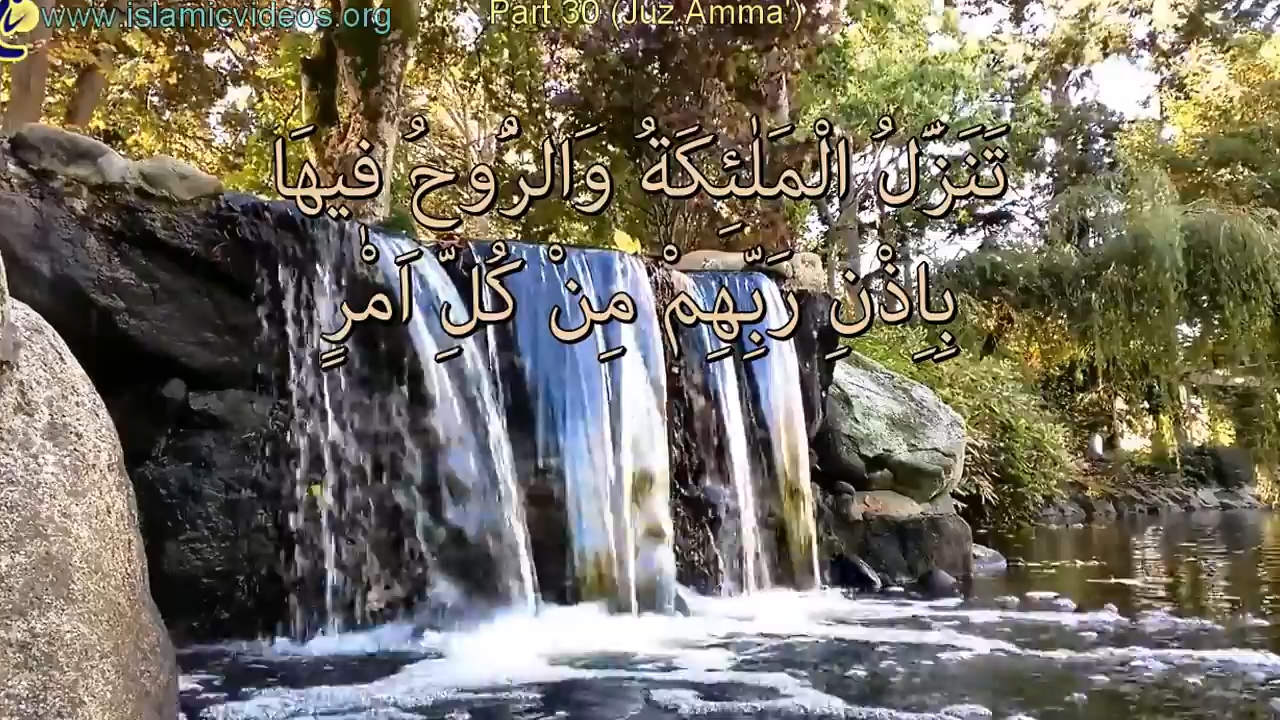 www.islamicvideos.org
Part 30 (Juz Amma')
تَنَزَّلُ الْمَلٰئِكَةُ وَالرُّوحُ فِيهَا
بِاِذْنِ رَبِّهِمْ مِنْ كُلِّ اَمْرٍ